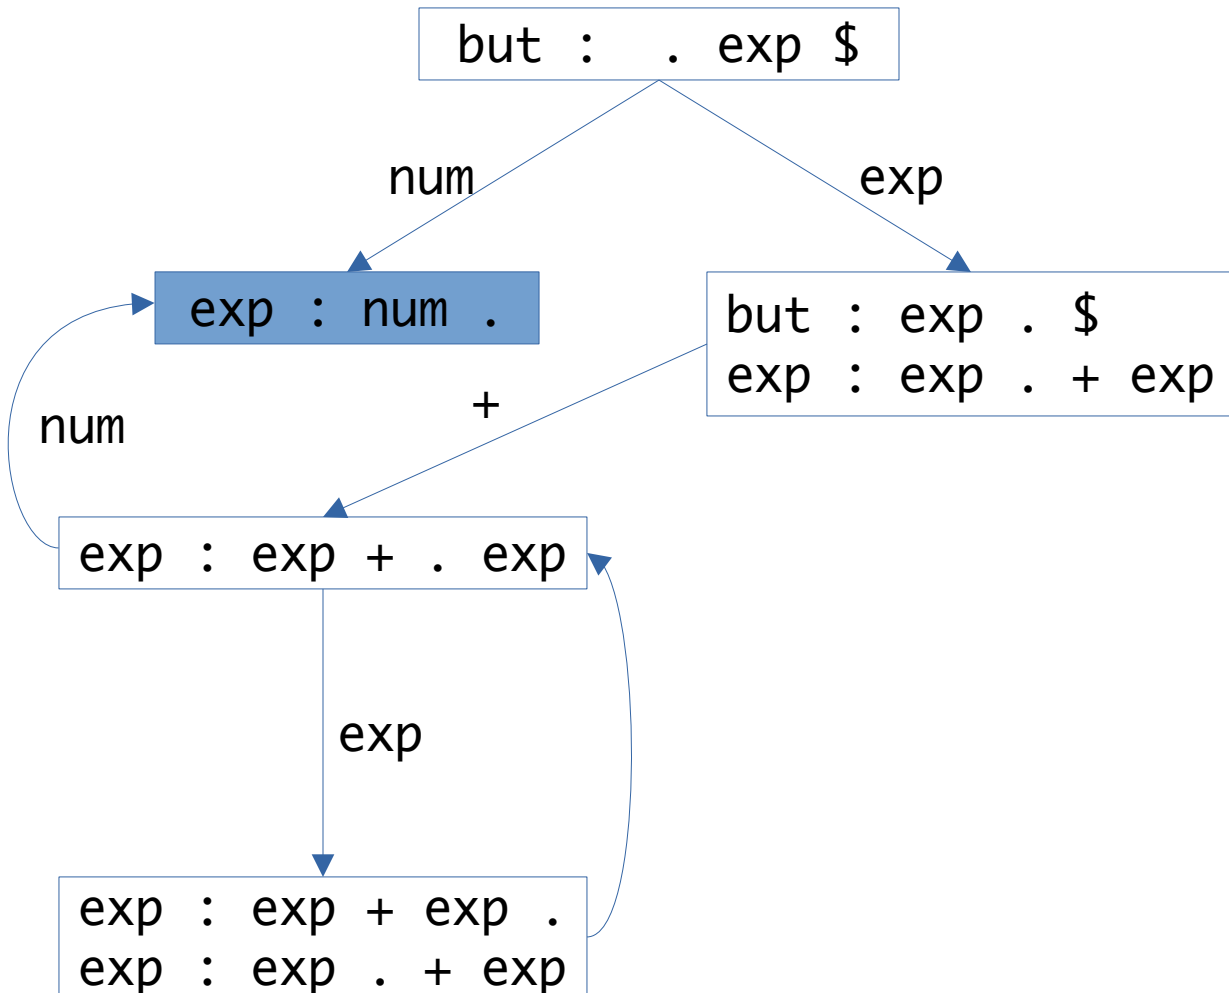 but :  . exp $
num
exp
exp : num .
but : exp . $
exp : exp . + exp
+
num
exp : exp + . exp
exp
exp : exp + exp .
exp : exp . + exp